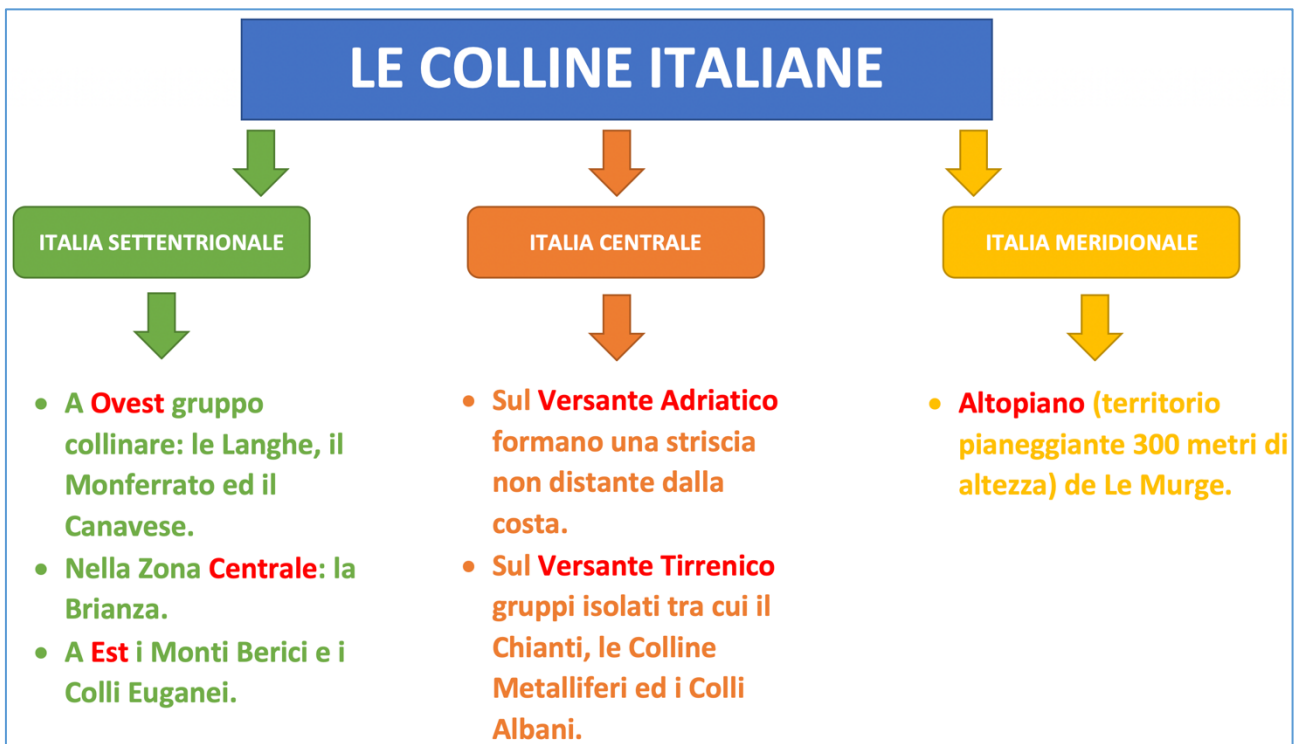 LE COLLINE ITALIANE
ITALIA SETTENTRIONALE
• A Ovest gruppo
collinare: le Langhe, il
Monferrato ed il
Canavese.
• Nella Zona Centrale: la
Brianza.
• A Est i Monti Berici e i
Colli Euganei.
ITALIA CENTRALE
• Sul Versante Adriatico
formano una striscia
non distante dalla
costa.
• Sul Versante Tirrenico
gruppi isolati tra cui il
Chianti, le Colline
Metalliferi ed i Colli
Albani.
ITALIA MERIDIONALE
• Altopiano (territorio
pianeggiante 300 metri di
altezza) de Le Murge.